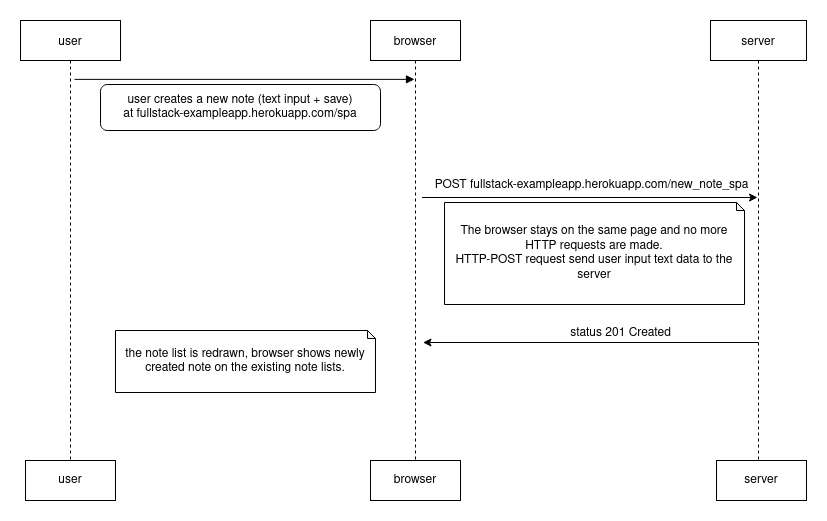 user
browser
server
user creates a new note (text input + save)
at fullstack-exampleapp.herokuapp.com/spa
POST fullstack-exampleapp.herokuapp.com/new_note_spa
The browser stays on the same page and no more
HTTP requests are made.
HTTP-POST request send user input text data to the
server
status 201 Created
the note list is redrawn, browser shows newly
created note on the existing note lists.
user
browser
server